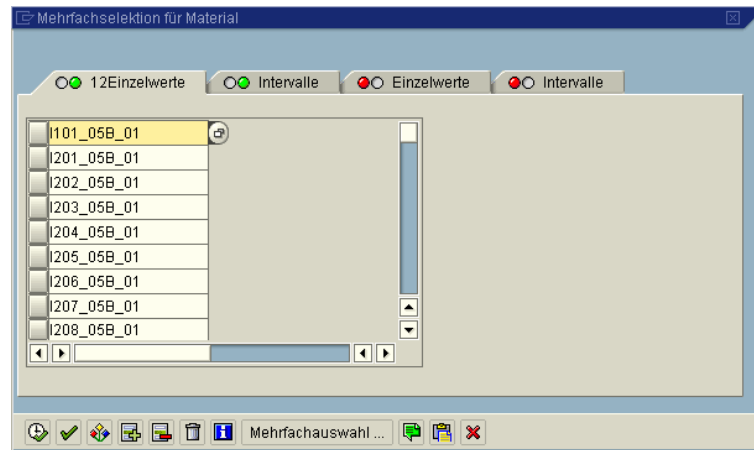 Mehrfachselektion für Material
12Einzelwerte Intervalle Einzelwerte Intervalle
I101_05B_01
I201_05B_01
I202_05B_01
I203_05B_01
I204_05B_01
I205_05B_01
I206_05B_01
I207_05B_01
I208_05B_01
Mehrfachauswahl ...